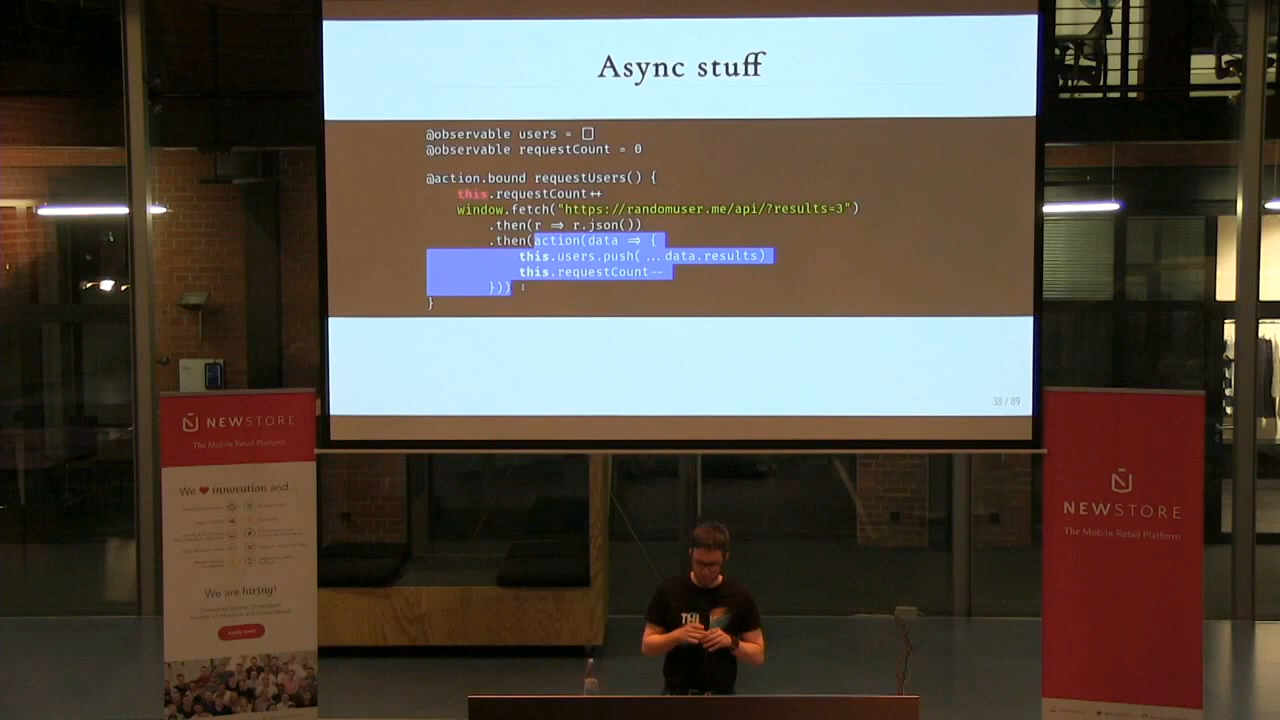 Async stuff
@observable users = []
@observable requestCount = 0
@action.bound requestUsers() {
this.requestCount++
window.fetch("https://randomuser.me/api/?results=3")
.then(r => r.json())
.then(action(data => {
this.users.push(...data.results)
this.requestCount--
}))
}
38 / 89
NEWSTORE
The Mobile Retail Platform
We ♥ innovation and...
We are hiring!
Apply now!
NEWSTORE
The Mobile Retail Platform